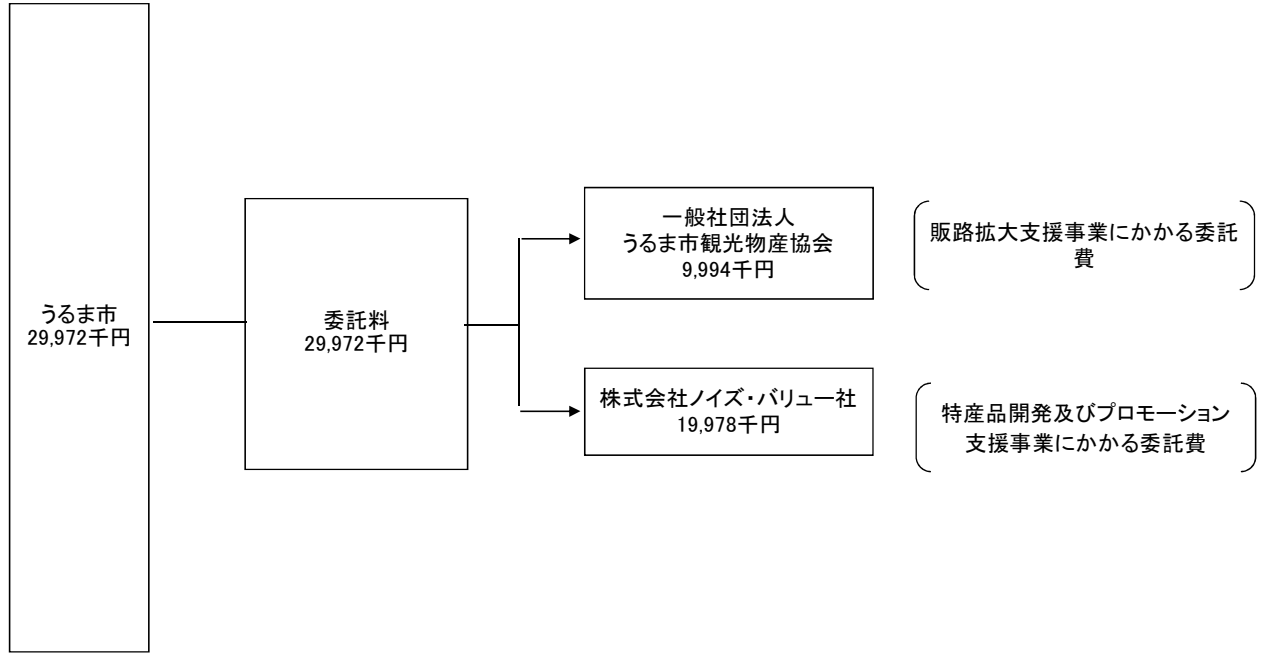 うるま市
29,972千円
委託料
29,972千円
一般社団法人
うるま市観光物産協会
9,994千円
販路拡大支援事業にかかる委託
費
株式会社ノイズ・バリュー社
19,978千円
特産品開発及びプロモーション
支援事業にかかる委託費